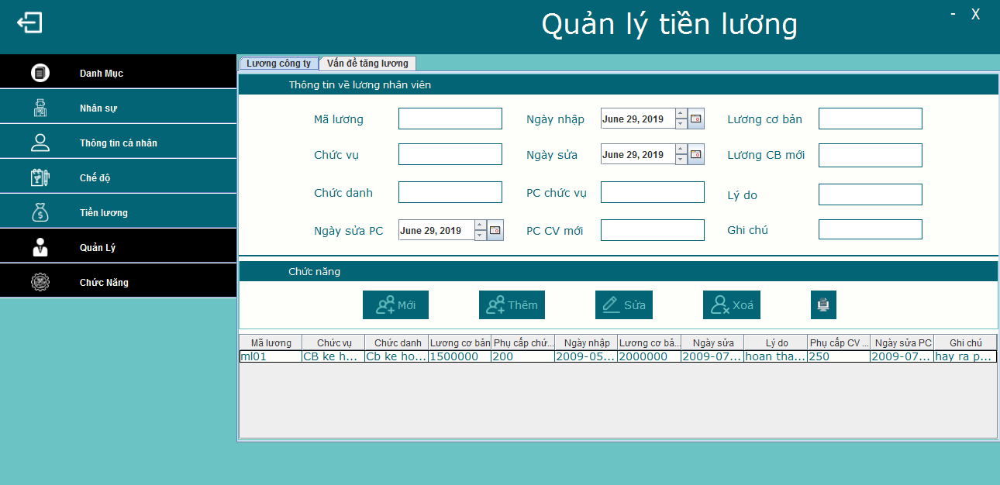 Quản lý tiền lương
- X
Danh Mục
Nhân sự
Thông tin cá nhân
Chế độ
Tiền lương
Quản Lý
Chức Năng
Lương công ty Vấn đề tăng lương
Thông tin về lương nhân viên
Mã lương Ngày nhập June 29, 2019 Lương cơ bản
Chức vụ Ngày sửa June 29, 2019 Lương CB mới
Chức danh PC chức vụ Lý do
Ngày sửa PC June 29, 2019 PC CV mới Ghi chú
Chức năng
Mới Thêm Sửa Xoá
Mã lương Chức vụ Chức danh Lương cơ bản Phụ cấp chứ... Ngày nhập Lương cơ bả... Ngày sửa Lý do Phụ cấp CV ... Ngày sửa PC Ghi chú
ml01 CB ke h... Cb ke ho... 1500000 200 2009-05... 2000000 2009-07... hoan tha... 250 2009-07... hay ra p...